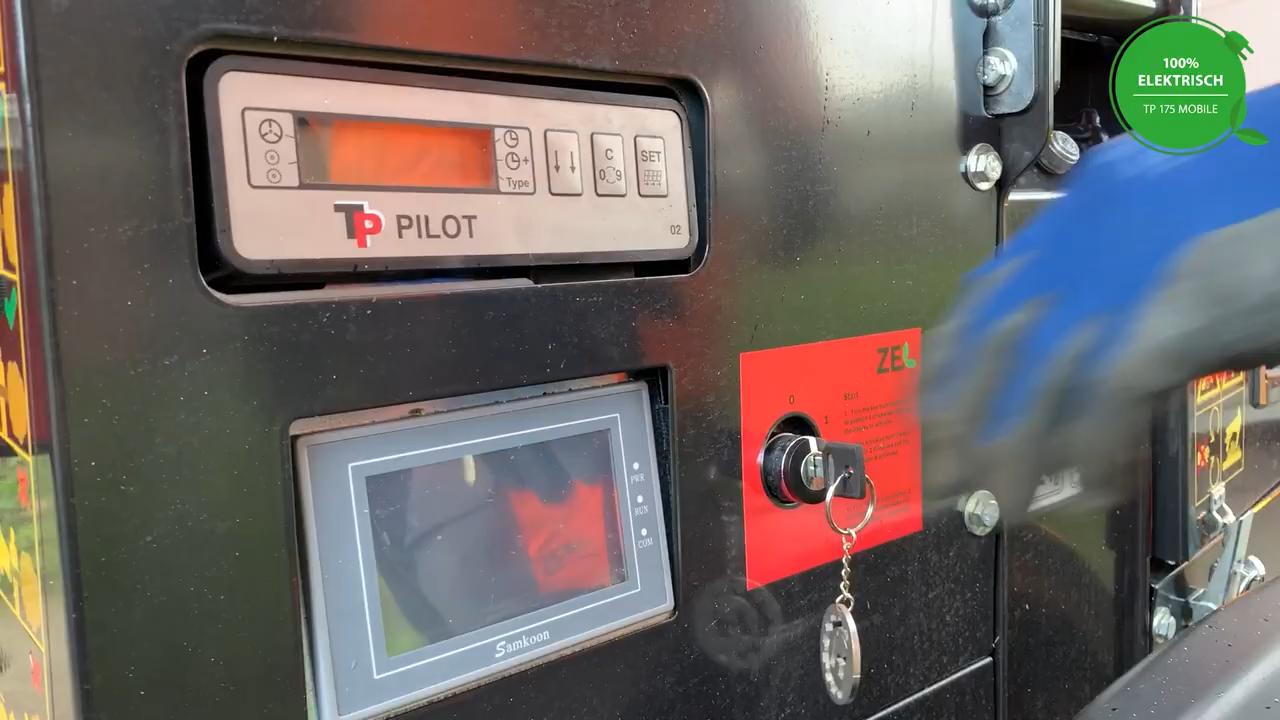 100%
ELEKTRISCH
TP 175 MOBILE
Type
C
0 9
SET
TP PILOT
02
ZE
0
1
Start
PWR
RUN
COM
Samkoon